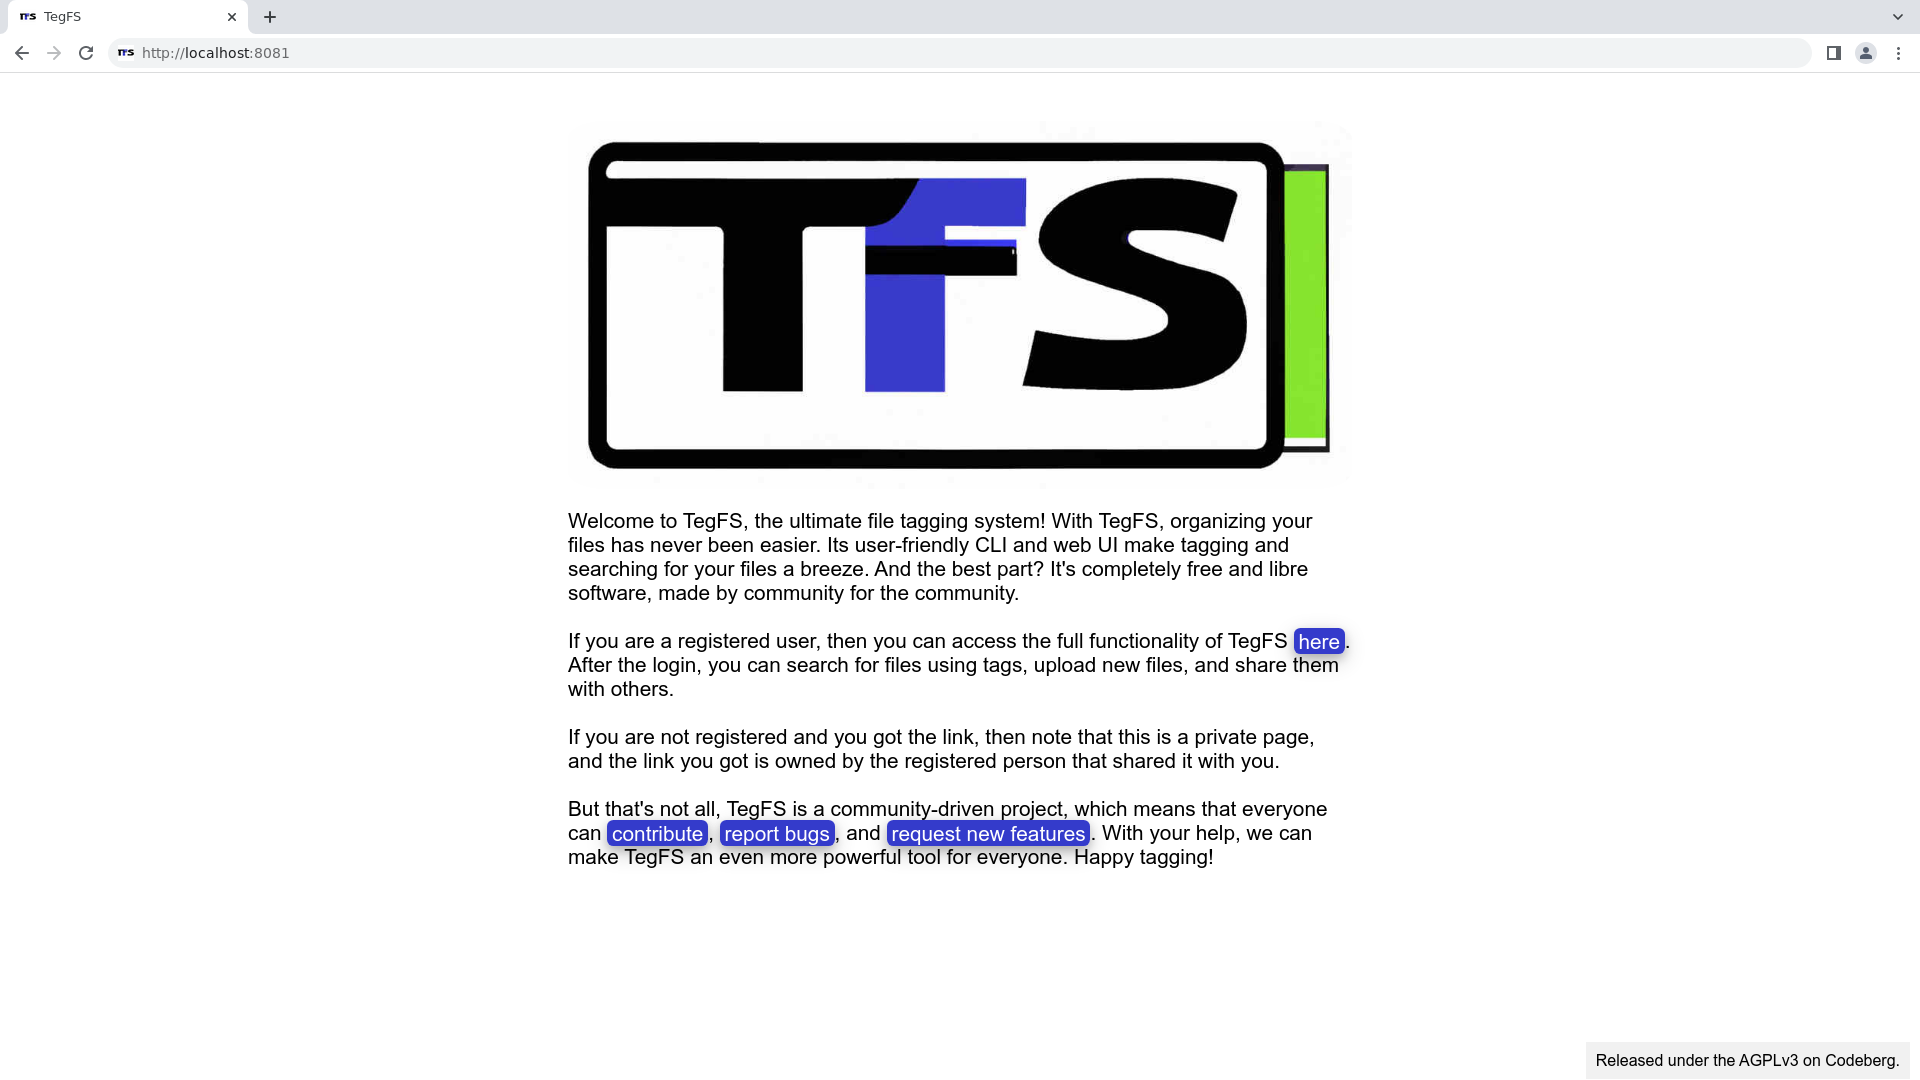 TFS TegFS
TFS http://localhost:8081
TFS
Welcome to TegFS, the ultimate file tagging system! With TegFS, organizing your
files has never been easier. Its user-friendly CLI and web UI make tagging and
searching for your files a breeze. And the best part? It's completely free and libre
software, made by community for the community.
If you are a registered user, then you can access the full functionality of TegFS here.
After the login, you can search for files using tags, upload new files, and share them
with others.
If you are not registered and you got the link, then note that this is a private page,
and the link you got is owned by the registered person that shared it with you.
But that's not all, TegFS is a community-driven project, which means that everyone
can contribute, report bugs, and request new features. With your help, we can
make TegFS an even more powerful tool for everyone. Happy tagging!
Released under the AGPLv3 on Codeberg.